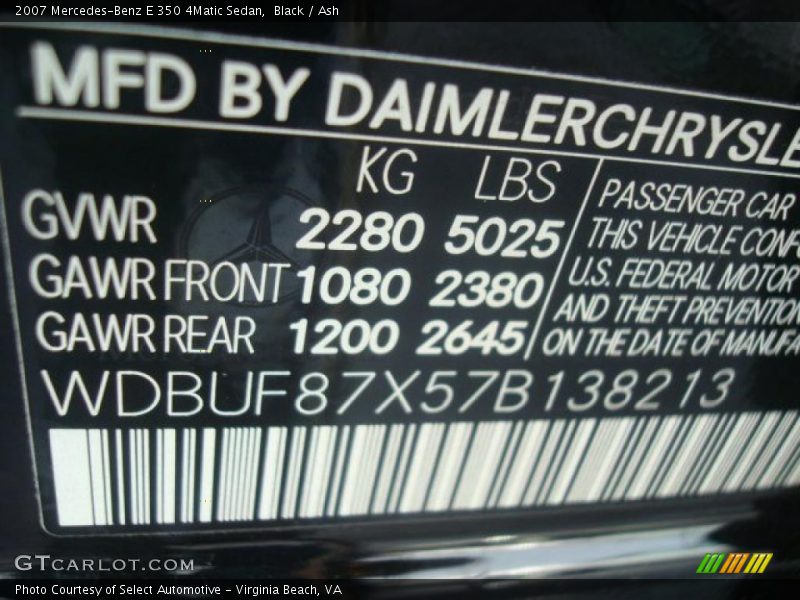 2007 Mercedes-Benz E 350 4Matic Sedan, Black / Ash
MFD BY DAIMLERCHRYSLE
KG LBS
GVWR 2280 5025
GAWR FRONT 1080 2380
GAWR REAR 1200 2645
PASSENGER CAR
THIS VEHICLE CONF
U.S. FEDERAL MOTOR
AND THEFT PREVENTION
ON THE DATE OF MANUFA
WDBUF87X57B138213
GTCARLOT.COM
Photo Courtesy of Select Automotive - Virginia Beach, VA